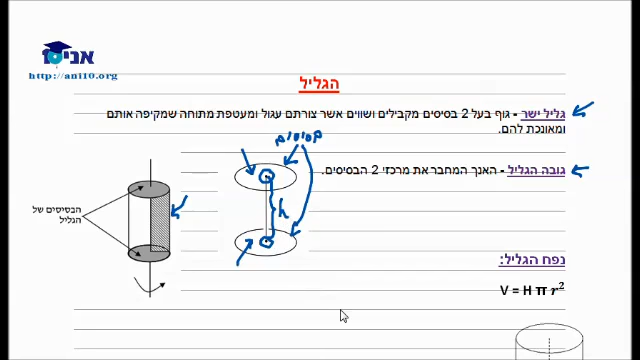 אני10
http://ani10.org
הגליל
גליל ישר - גוף בעל 2 בסיסים מקבילים ושווים אשר צורתם עגול ומעטפת מתוחה שמקיפה אותם
ומאונכת להם.
בסיסים
גובה הגליל - האנך המחבר את מרכזי 2 הבסיסים.
h
הבסיסים של
הגליל
נפח הגליל:
V = H π r²